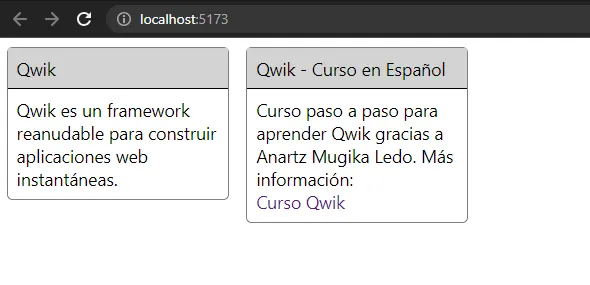 localhost:5173
Qwik
Qwik es un framework
reanudable para construir
aplicaciones web
instantáneas.
Qwik - Curso en Español
Curso paso a paso para
aprender Qwik gracias a
Anartz Mugika Ledo. Más
información:
Curso Qwik